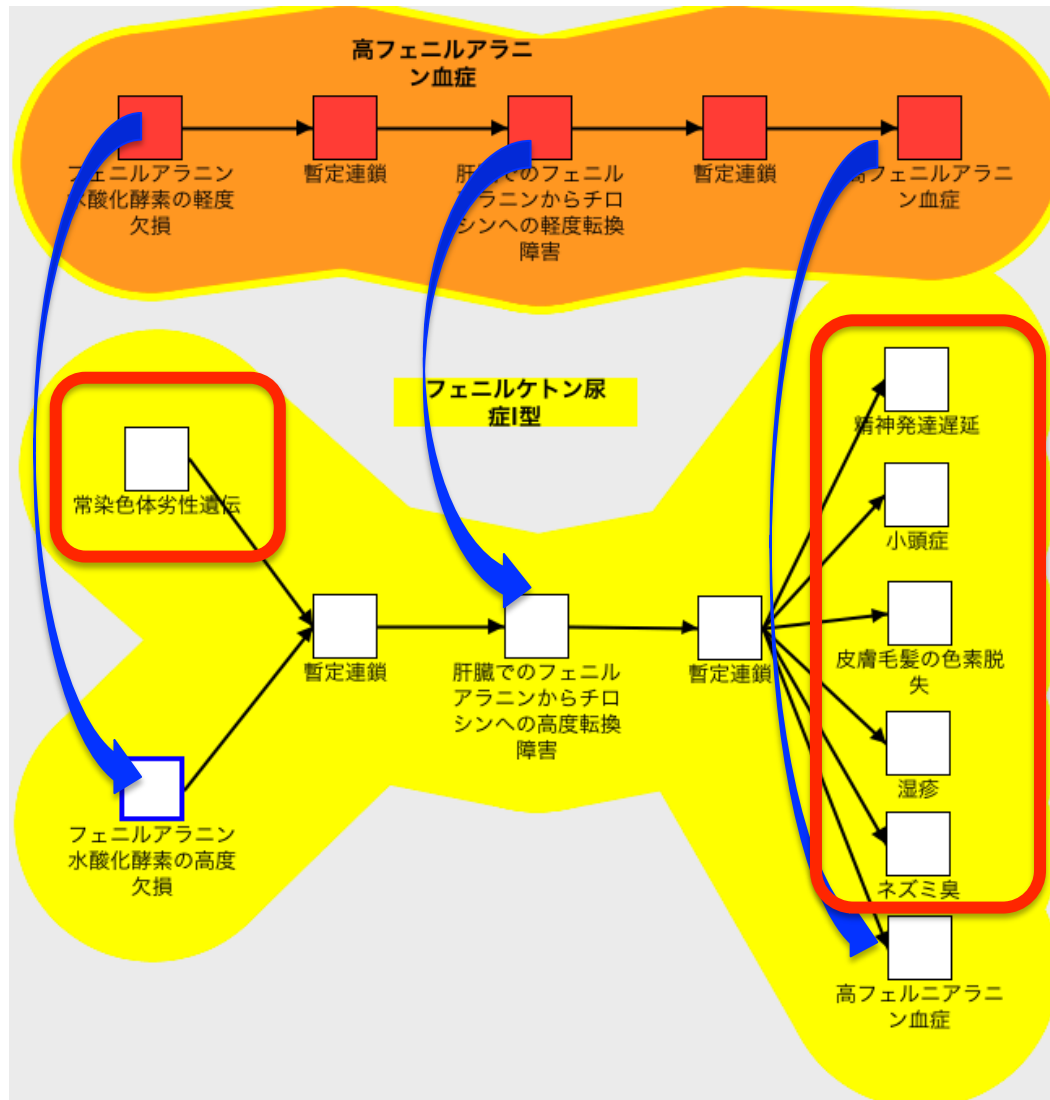 高フェニルアラニ
ン血症
フェニルアラニン
水酸化酵素の軽度
欠損
暫定連鎖
肝臓でのフェニル
アラニンからチロ
シンへの軽度転換
障害
暫定連鎖
高フェニルアラニ
ン血症
フェニルケトン尿
症I型
常染色体劣性遺伝
フェニルアラニン
水酸化酵素の高度
欠損
暫定連鎖
肝臓でのフェニル
アラニンからチロ
シンへの高度転換
障害
暫定連鎖
精神発達遅延
小頭症
皮膚毛髪の色素脱
失
湿疹
ネズミ臭
高フェルニアラニ
ン血症